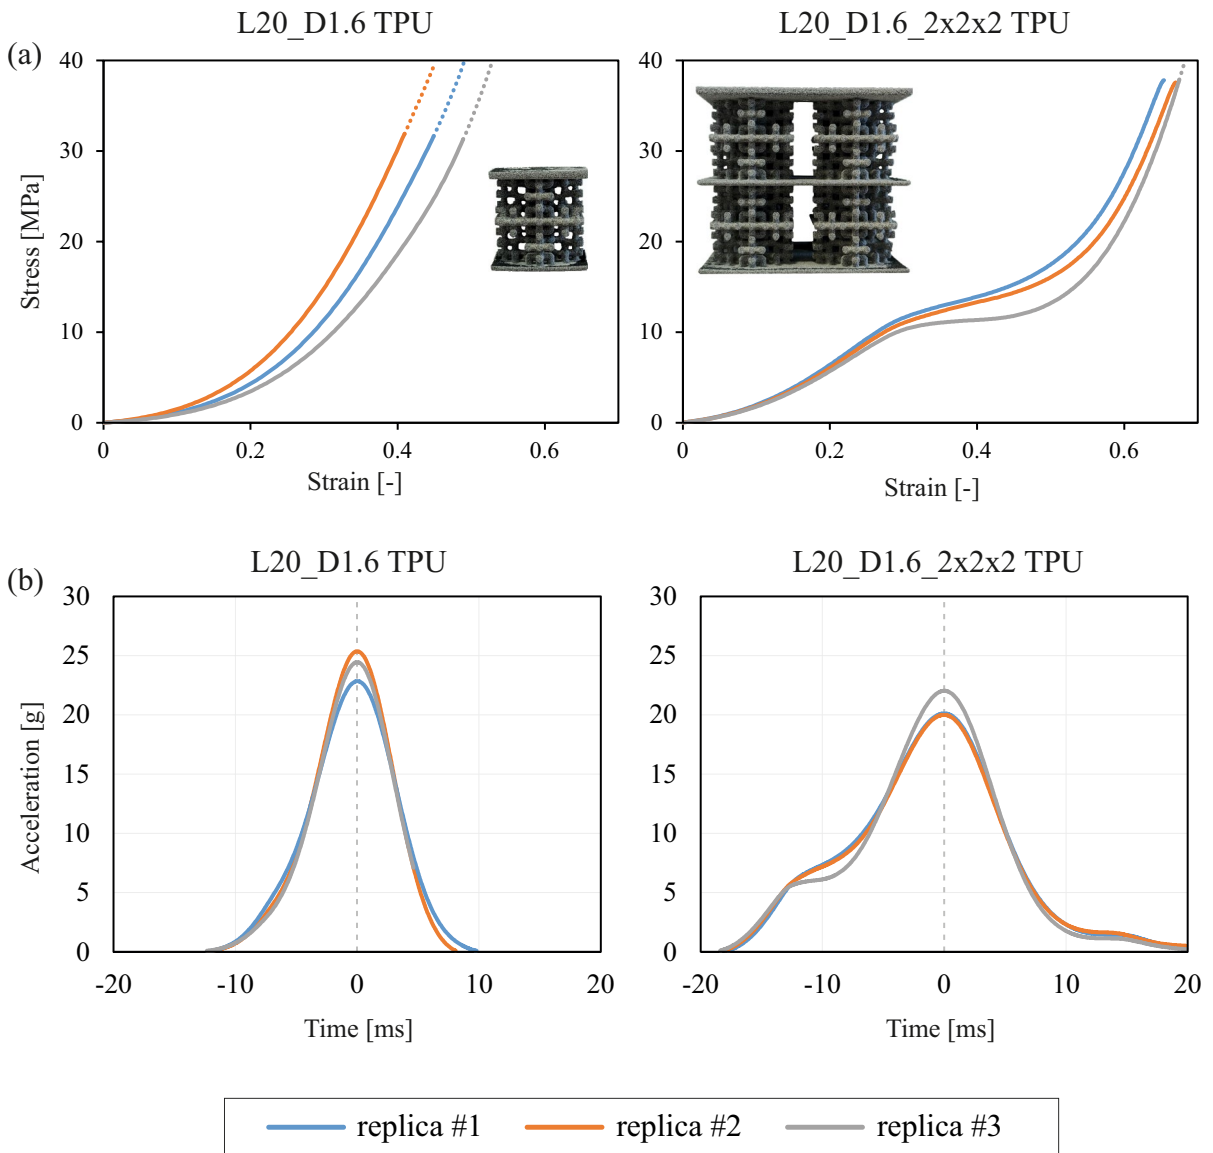 L20_D1.6 TPU
L20_D1.6_2x2x2 TPU
(a)
40
30
20
10
0
Stress [MPa]
0
0.2
0.4
0.6
Strain [-]
40
30
20
10
0
0
0.2
0.4
0.6
Strain [-]
L20_D1.6 TPU
L20_D1.6_2x2x2 TPU
(b)
30
25
20
15
10
5
0
Acceleration [g]
-20
-10
0
10
20
Time [ms]
30
25
20
15
10
5
0
-20
-10
0
10
20
Time [ms]
replica #1
replica #2
replica #3